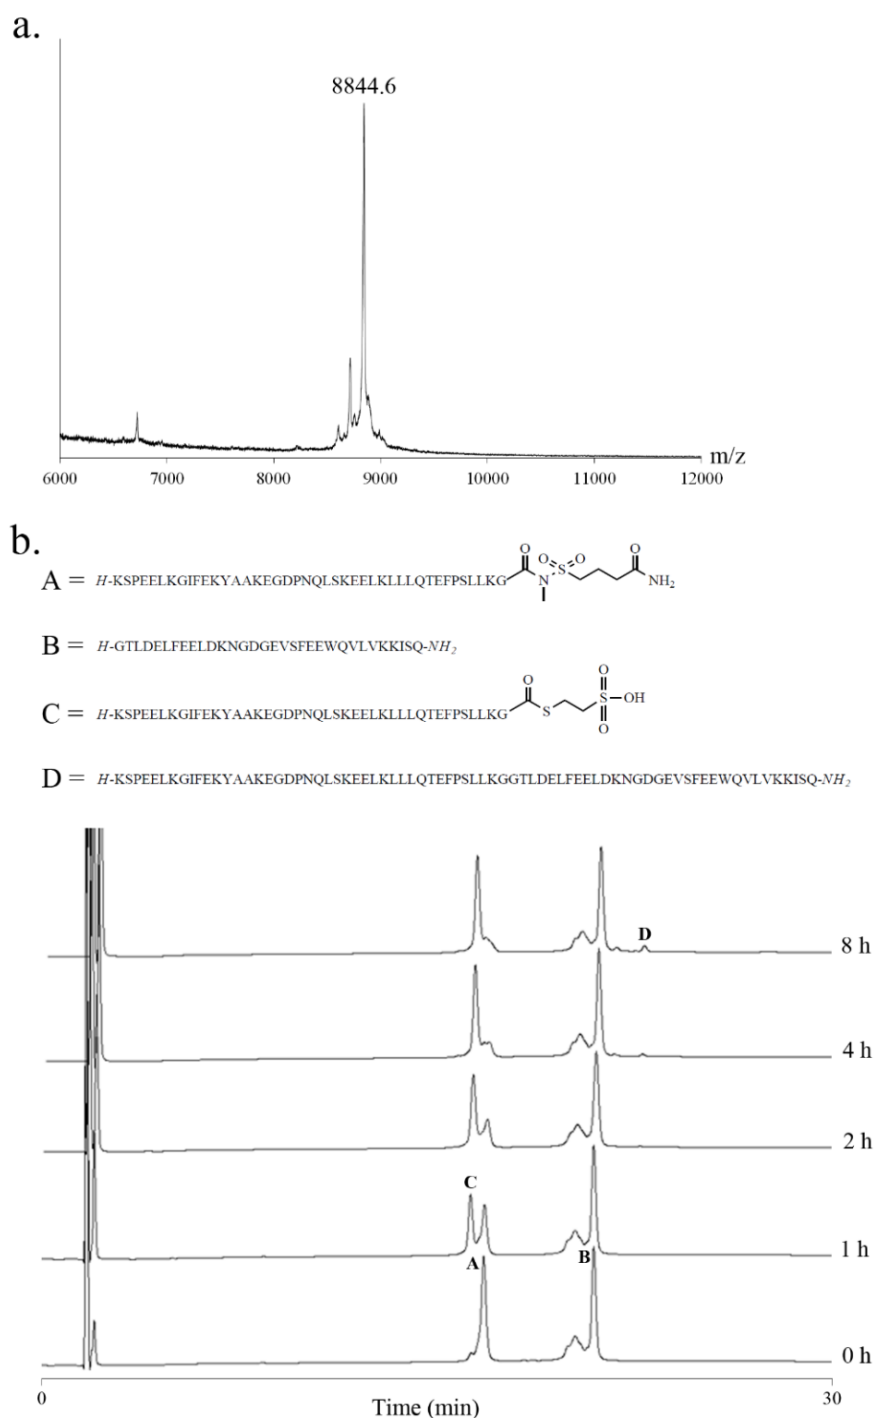 a.
8844.6
m/z
6000 7000 8000 9000 10000 11000 12000
b.
A = H-KSPEELKGIFEKYAAKEGDPNQLSKEELKLLLQTEFPSLLKG O N O S O O NH2
B = H-GTLDELFEELDKNGDGEVSFEEWQVLVKKISQ-NH2
C = H-KSPEELKGIFEKYAAKEGDPNQLSKEELKLLLQTEFPSLLKG O S O S OH O
D = H-KSPEELKGIFEKYAAKEGDPNQLSKEELKLLLQTEFPSLLKGGTLDELFEELDKNGDGEVSFEEWQVLVKKISQ-NH2
D
8 h
4 h
2 h
C
1 h
A B
0 h
0 30
Time (min)